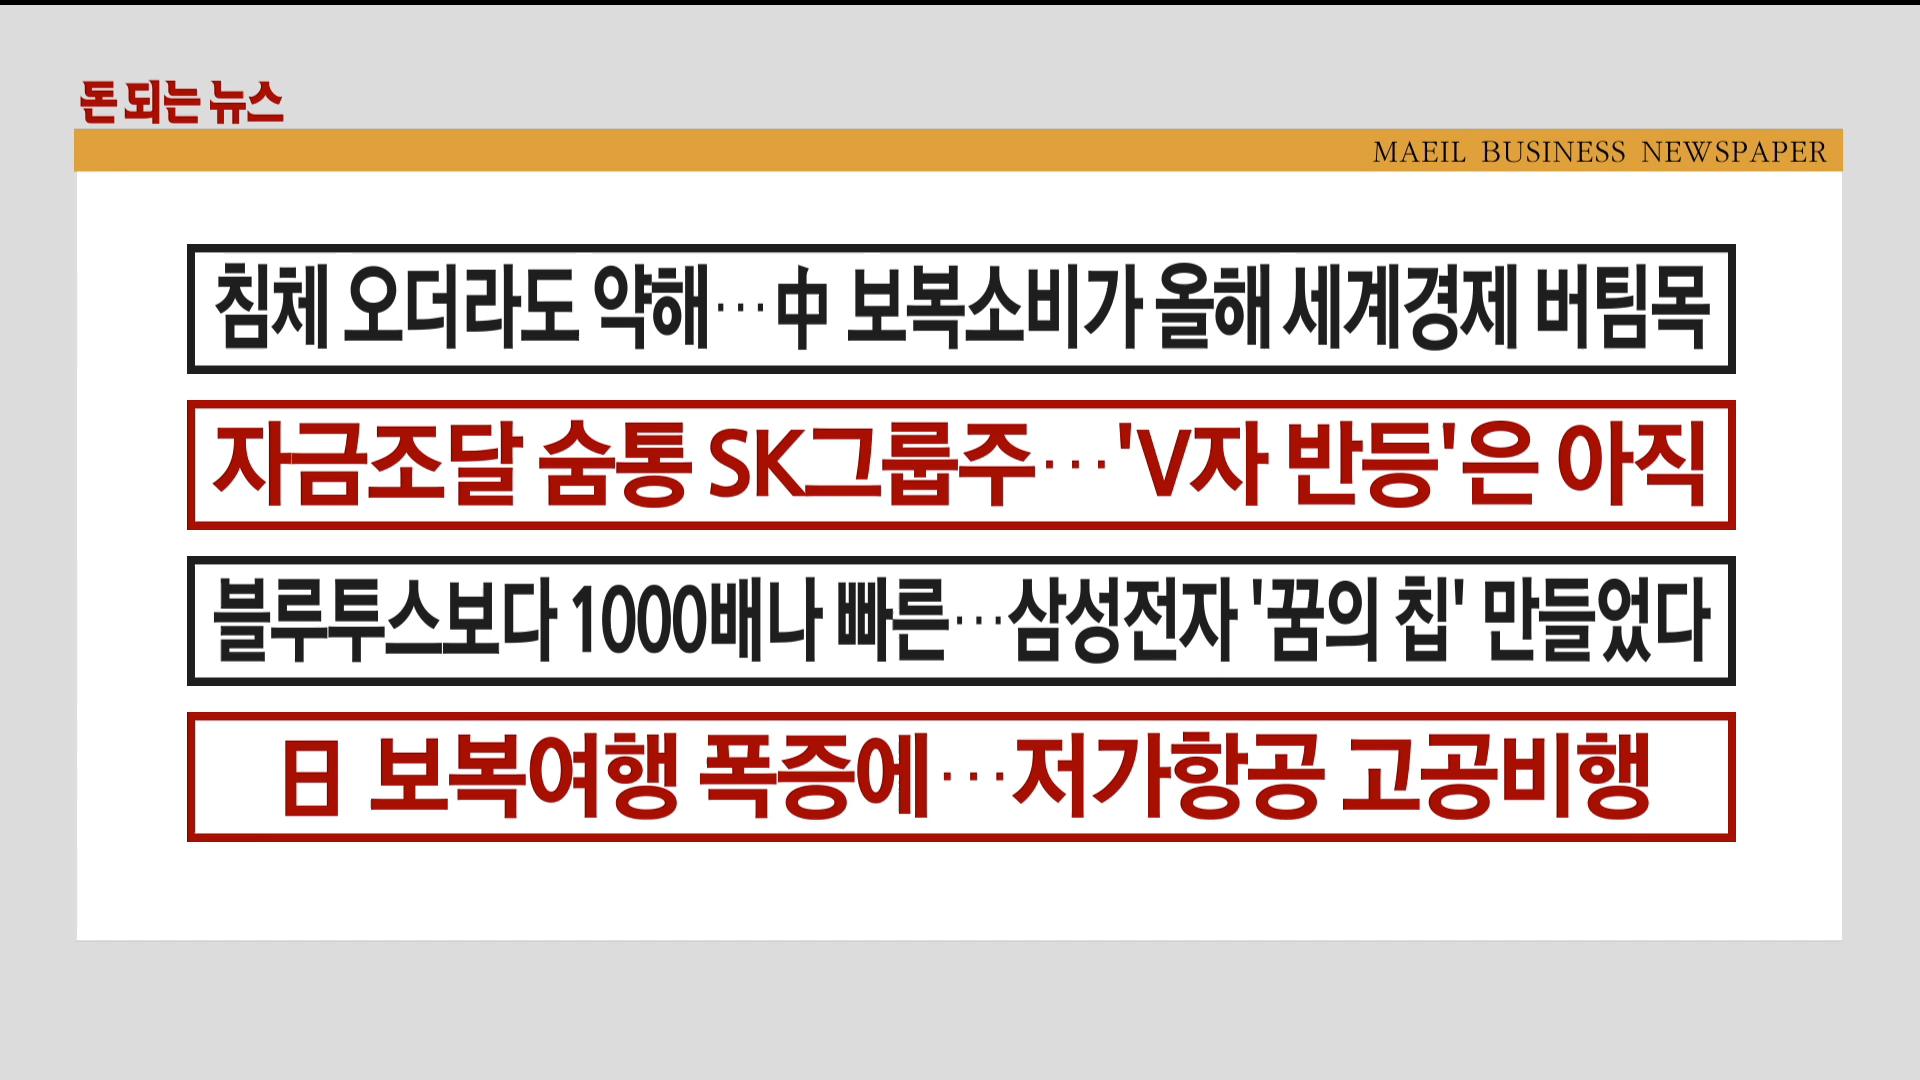 돈 되는 뉴스
MAEIL BUSINESS NEWSPAPER
침체 오더라도 약해…中 보복소비가 올해 세계경제 버팀목
자금조달 숨통 SK그룹주…'V자 반등'은 아직
블루투스보다 1000배나 빠른…삼성전자 '꿈의 칩' 만들었다
日 보복여행 폭증에…저가항공 고공비행